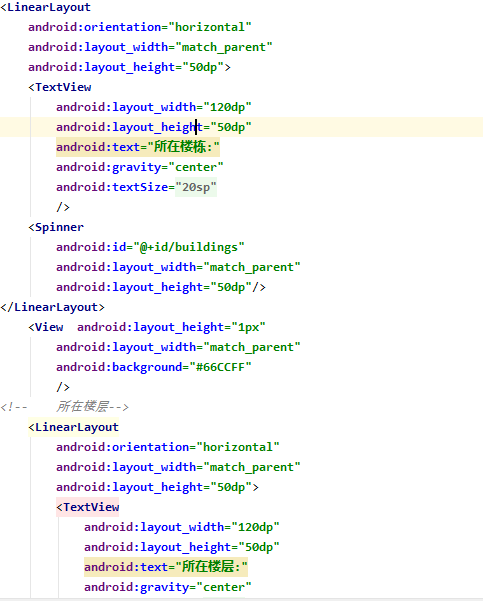 <LinearLayout
android:orientation="horizontal"
android:layout_width="match_parent"
android:layout_height="50dp">
<TextView
android:layout_width="120dp"
android:layout_height="50dp"
android:text="所在楼栋:"
android:gravity="center"
android:textSize="20sp"
/>
<Spinner
android:id="@+id/buildings"
android:layout_width="match_parent"
android:layout_height="50dp"/>
</LinearLayout>
<View  android:layout_height="1px"
android:layout_width="match_parent"
android:background="#66CCFF"
/>
<!--    所在楼层-->
<LinearLayout
android:orientation="horizontal"
android:layout_width="match_parent"
android:layout_height="50dp">
<TextView
android:layout_width="120dp"
android:layout_height="50dp"
android:text="所在楼层:"
android:gravity="center"